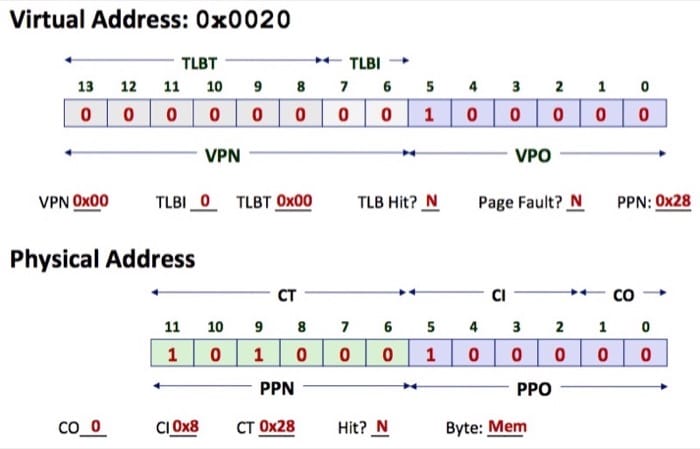 Virtual Address: 0x0020
TLBT TLBI
13 12 11 10 9 8 7 6 5 4 3 2 1 0
0 0 0 0 0 0 0 0 1 0 0 0 0 0
VPN VPO
VPN 0x00 TLBI 0 TLBT 0x00 TLB Hit? N Page Fault? N PPN: 0x28
Physical Address
CT CI CO
11 10 9 8 7 6 5 4 3 2 1 0
1 0 1 0 0 0 1 0 0 0 0 0
PPN PPO
CO 0 CI 0x8 CT 0x28 Hit? N Byte: Mem